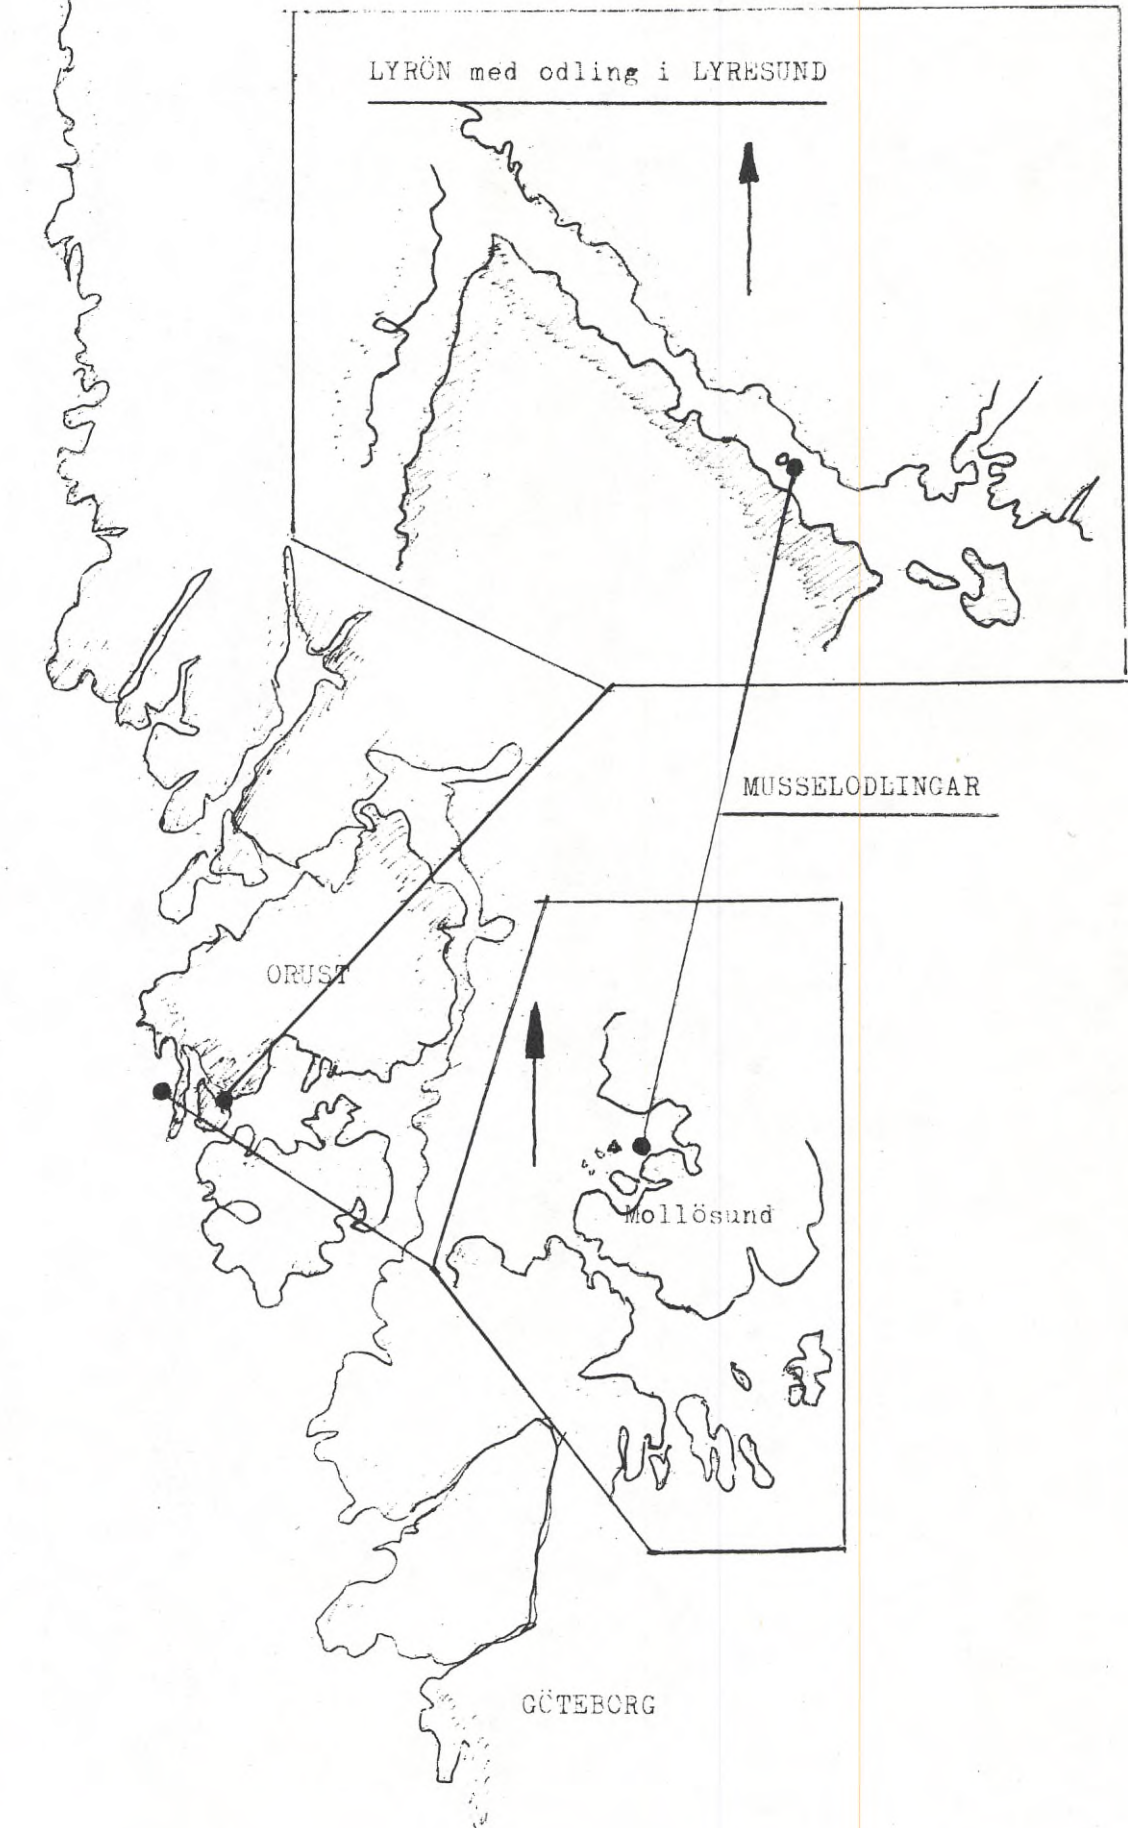 LYRÖN med odling i LYRESUND
MUSSELODLINGAR
ORUST
Mollösund
GÖTEBORG